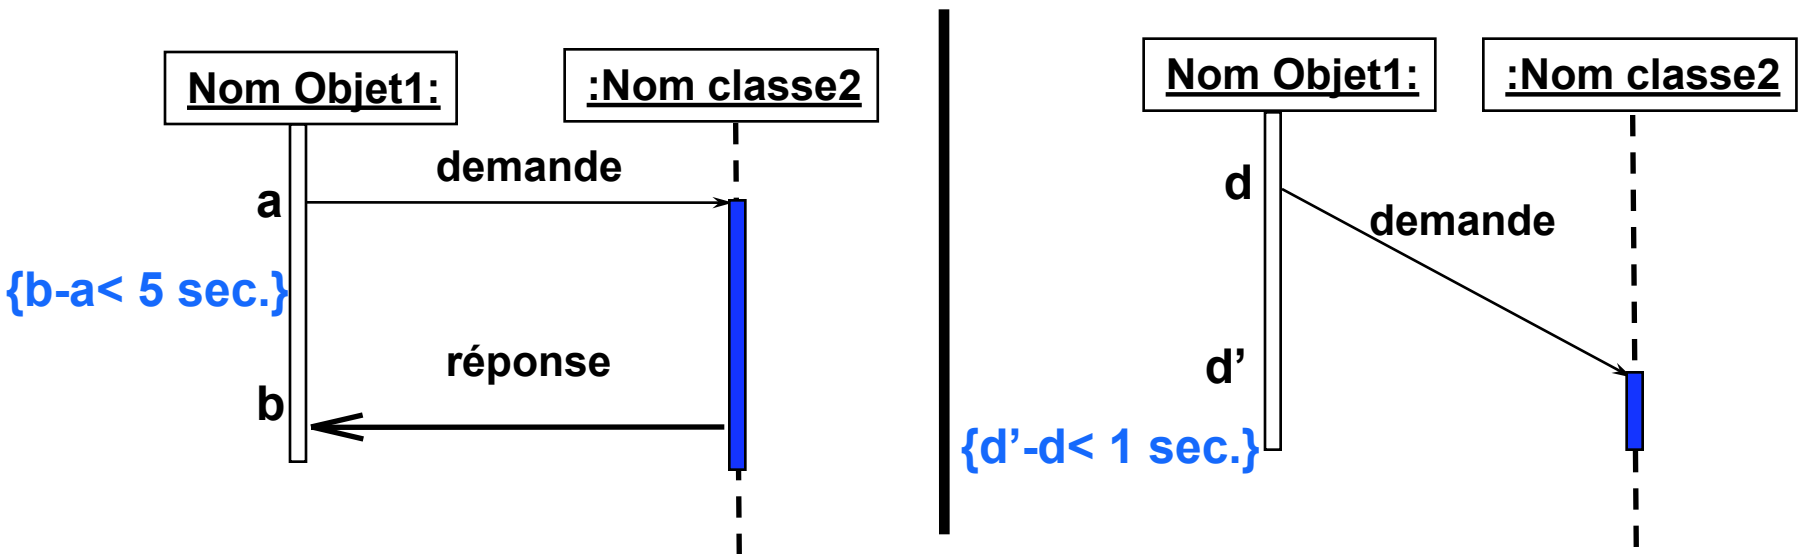 Nom Objet1:
:Nom classe2
demande
a
{b-a< 5 sec.}
réponse
b
Nom Objet1:
:Nom classe2
d
demande
d’
{d’-d< 1 sec.}